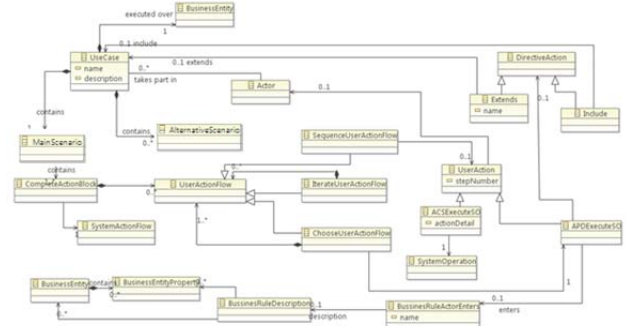 BusinessEntity
executed over
1
0..1 include
UseCase
name
description
0..1 extends
0..*
takes part in
Actor
0..1
DirectiveAction
Extends
name
0..1
Include
contains
contains
0..*
AlternativeScenario
MainScenario
contains
SequenceUserActionFlow
0..1
UserAction
stepNumber
CompleteActionBlock
UserActionFlow
0..*
IterateUserActionFlow
SystemActionFlow
1..*
ChooseUserActionFlow
ACSExecuteSO
actionDetail
APDExecuteSO
1
SystemOperation
1
BusinessEntity
contains
BusinessEntityProperty
BussinesRuleDescription
0..1
description
BussinesRuleActorEnters
name
0..1
enters